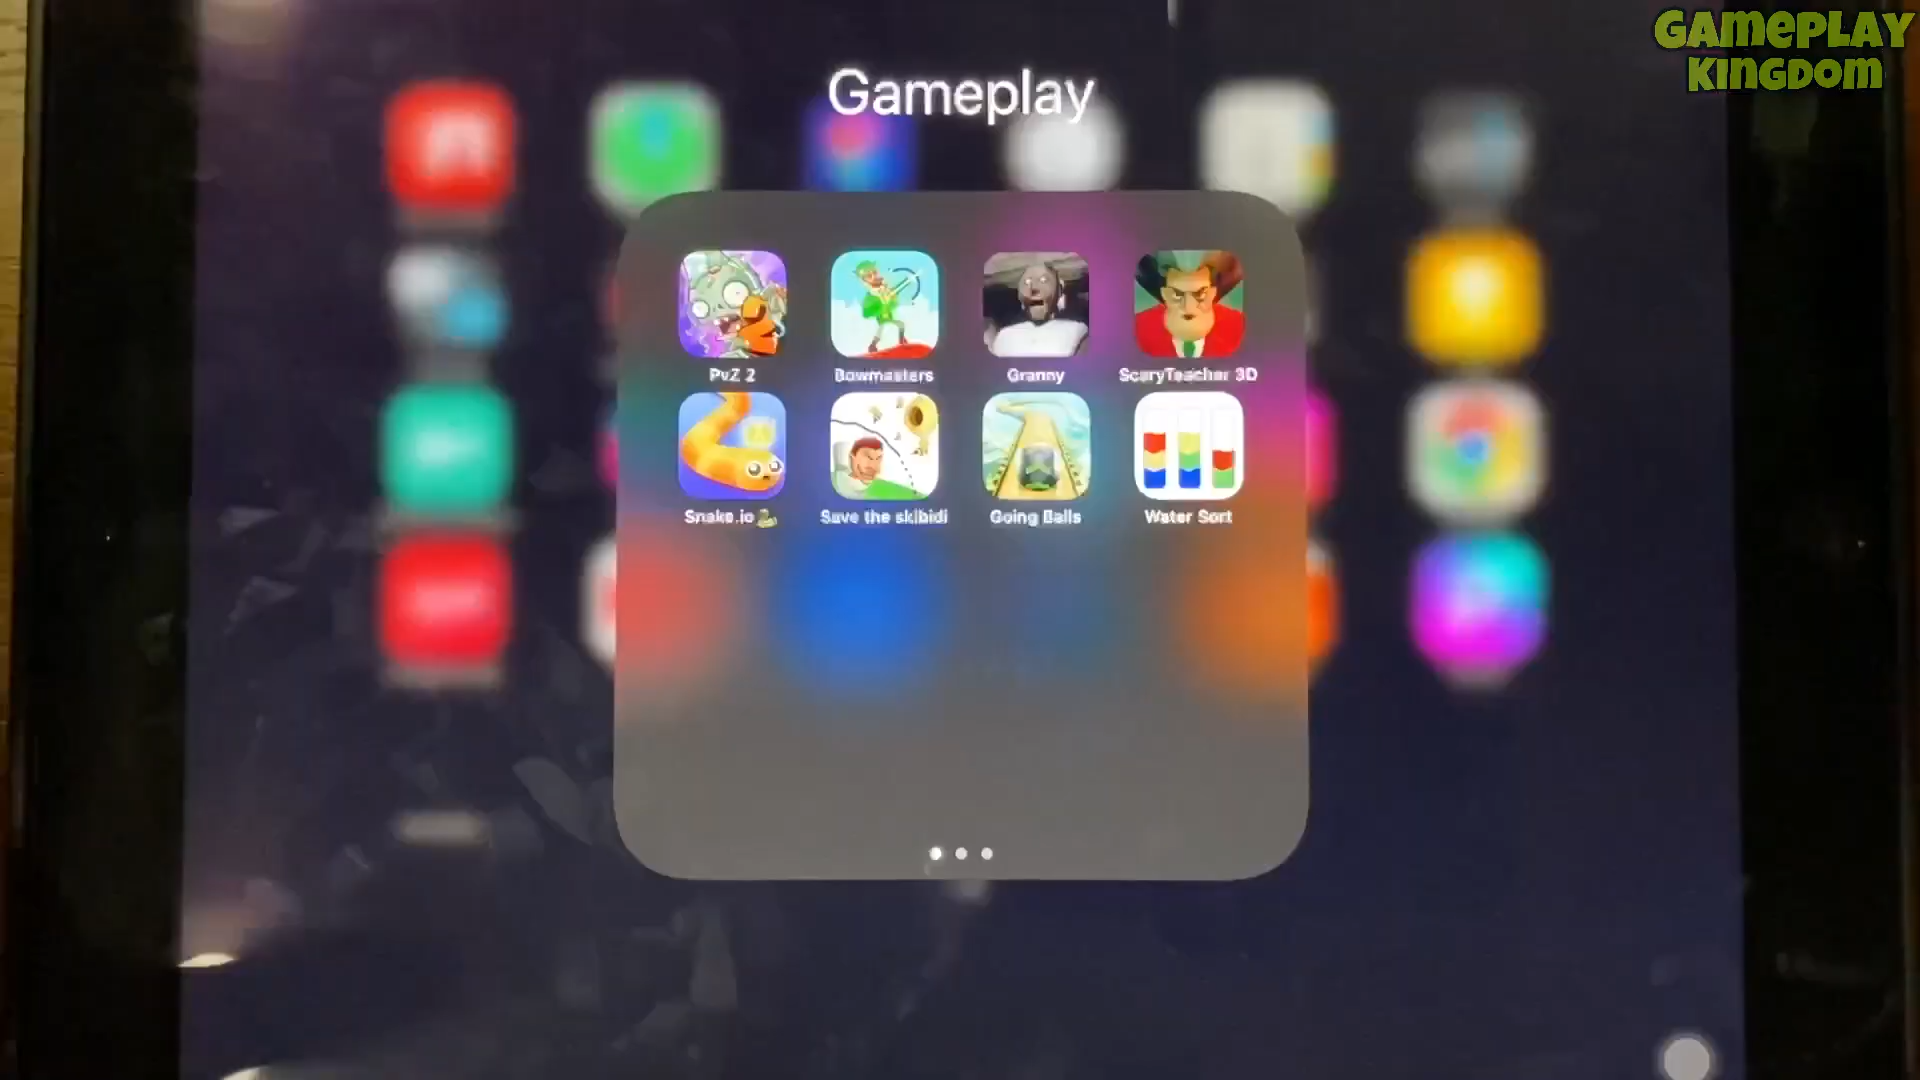 GAMEPLAY
KINGDOM
Gameplay
PvZ 2
Bowmasters
Granny
ScaryTeacher 3D
Snake.io🐍
Save the skibidi
Going Balls
Water Sort